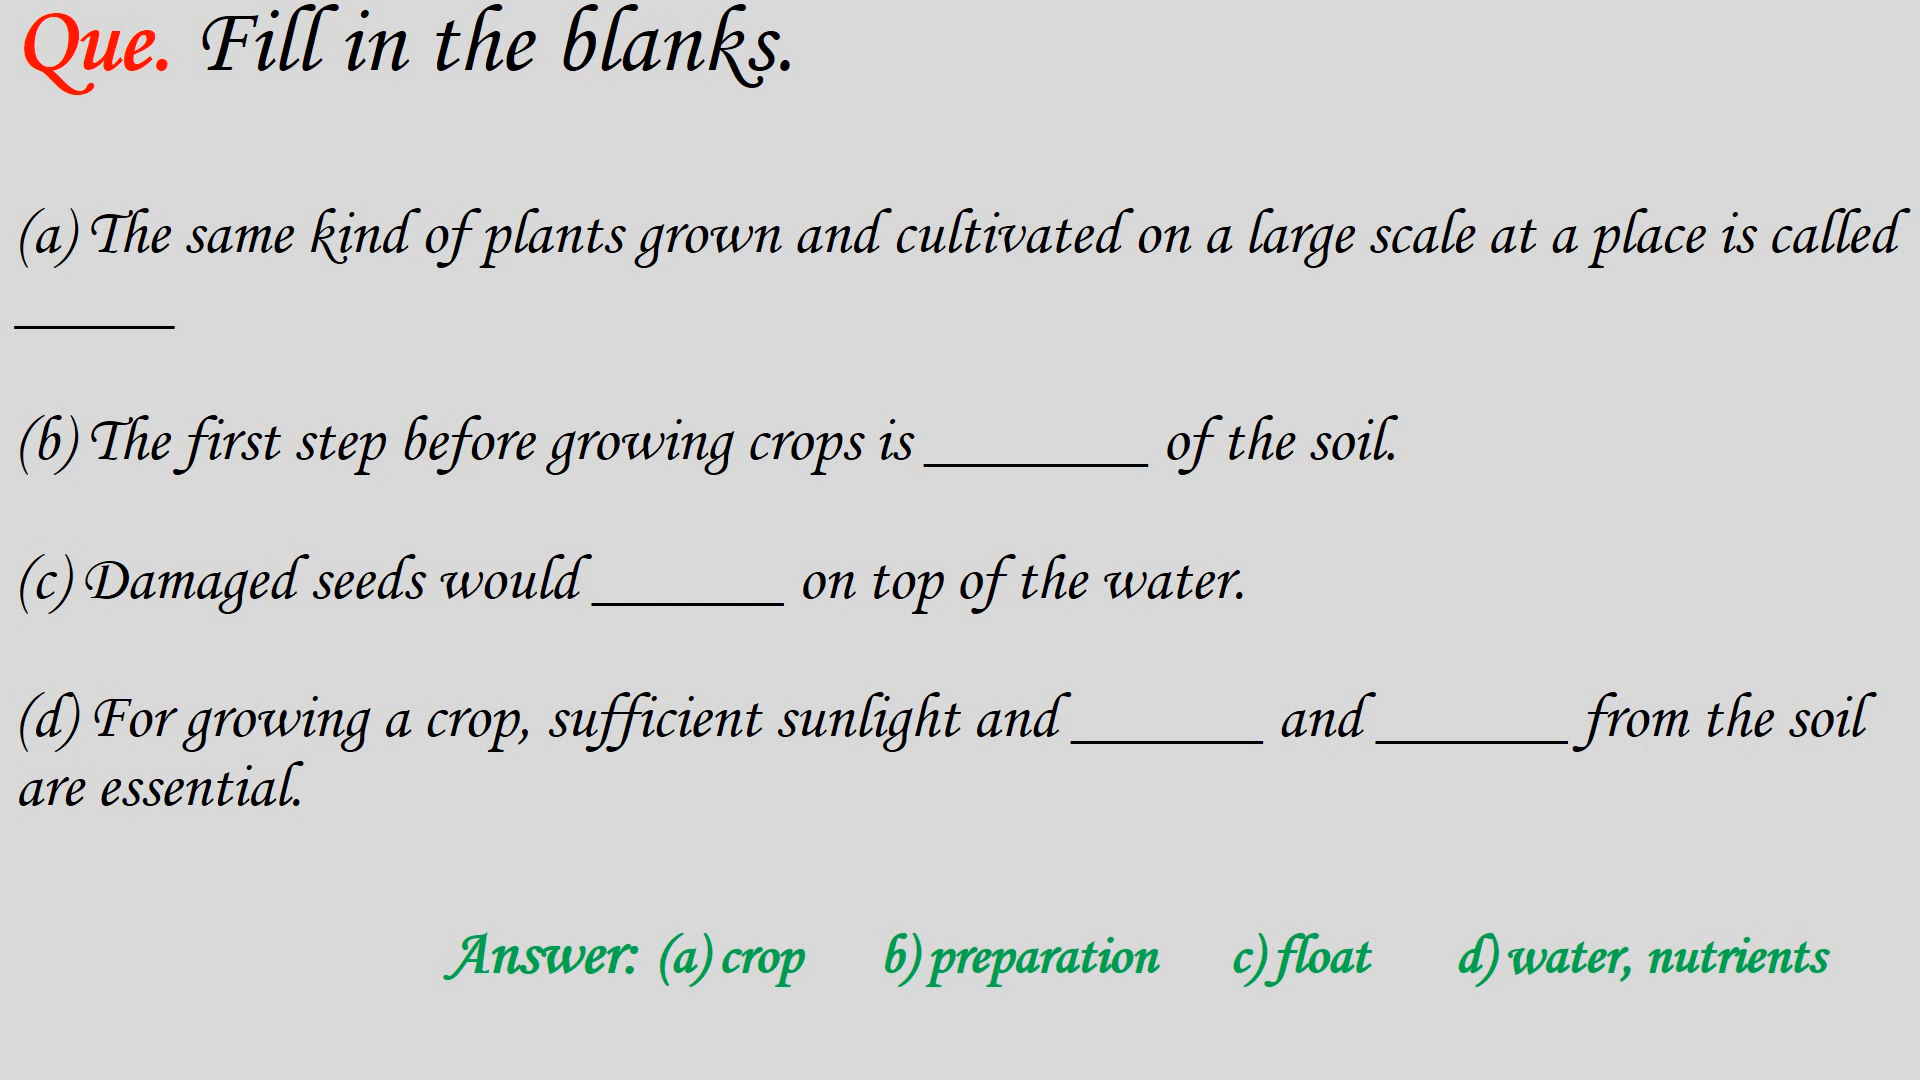 Que. Fill in the blanks.
(a) The same kind of plants grown and cultivated on a large scale at a place is called
_____
(b) The first step before growing crops is _______ of the soil.
(c) Damaged seeds would ______ on top of the water.
(d) For growing a crop, sufficient sunlight and ______ and ______ from the soil
are essential.
Answer: (a) crop b) preparation c) float d) water, nutrients